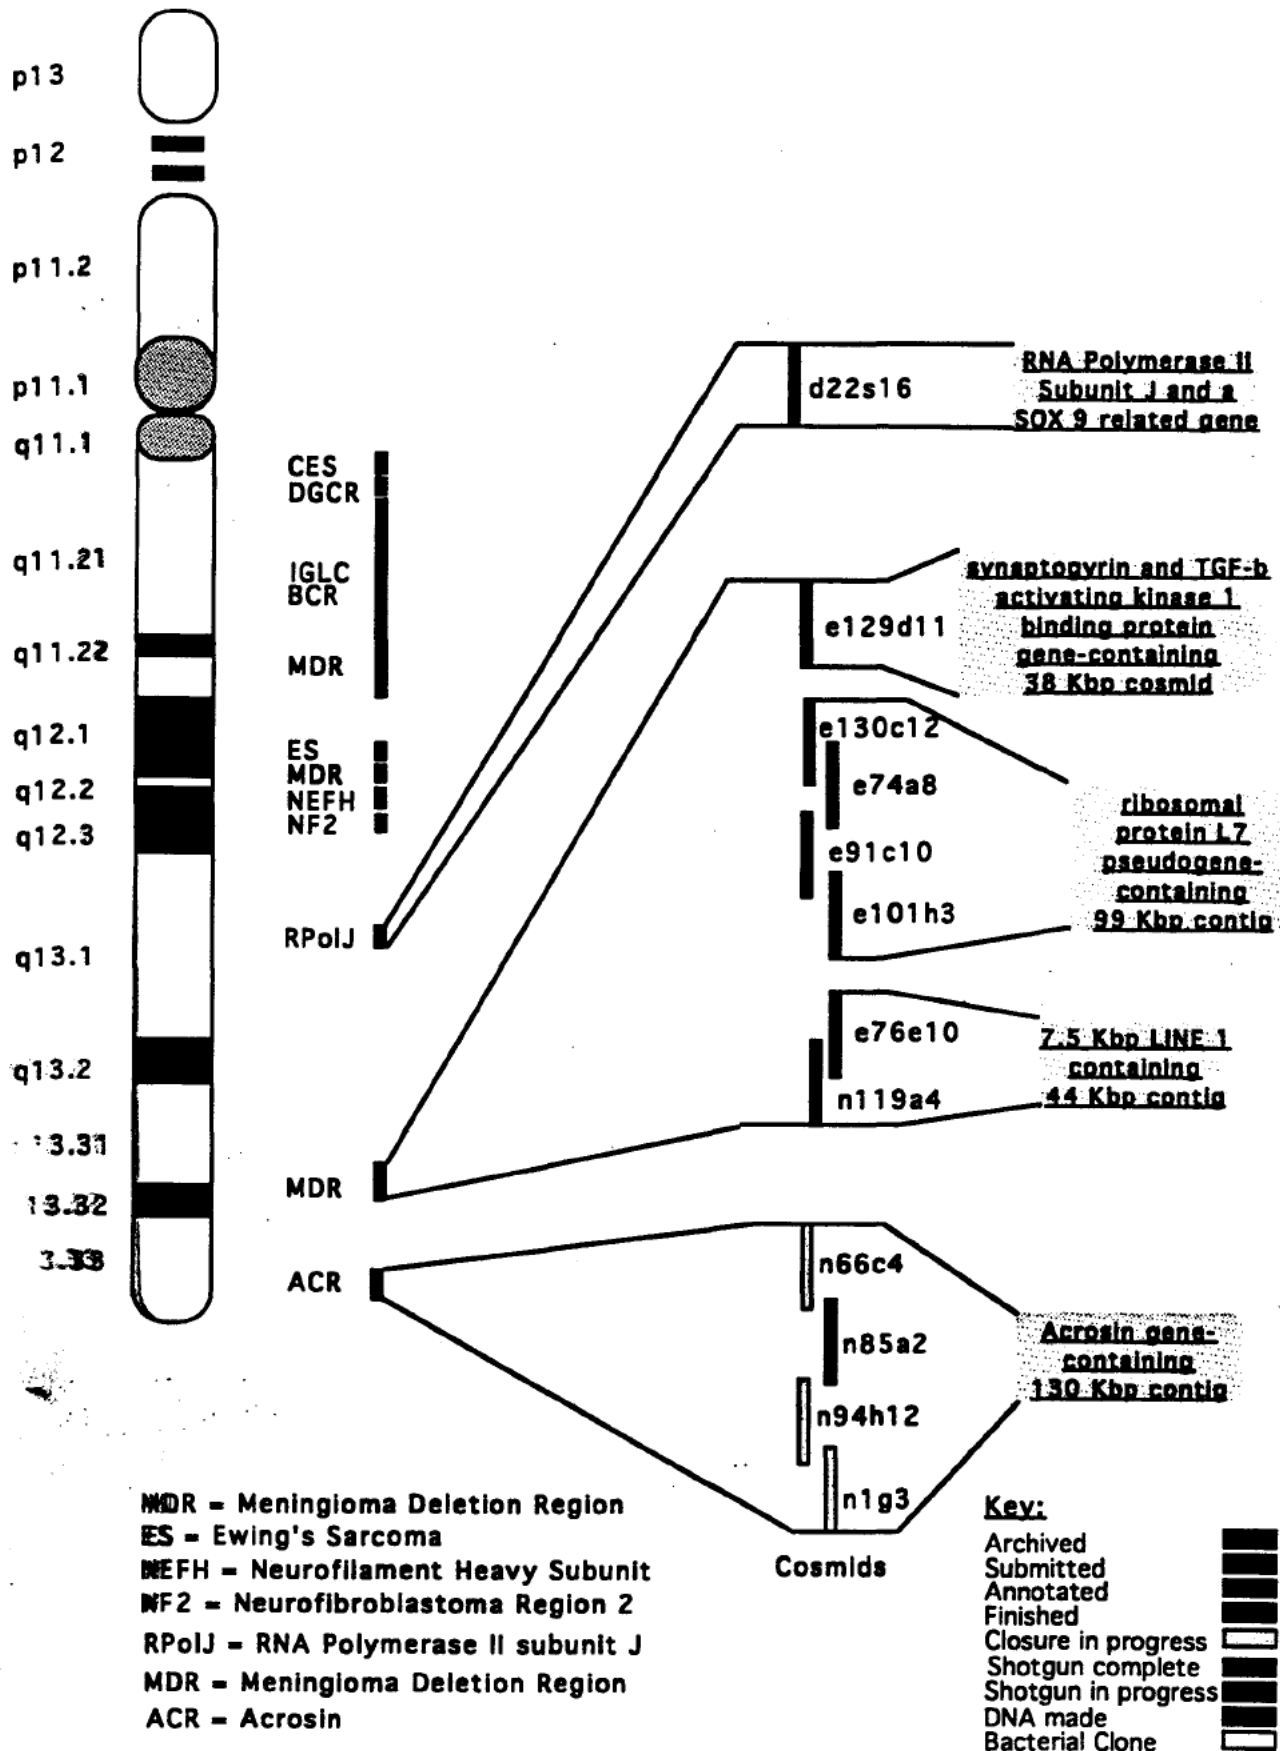 p13
p12
p11.2
p11.1
q11.1
q11.21
q11.22
q12.1
q12.2
q12.3
q13.1
q13.2
13.31
13.32
3.33
CES
DGCR
IGLC
BCR
MDR
ES
MDR
NEFH
NF2
RPolJ
MDR
ACR
d22s16
e129d11
e130c12
e74a8
e91c10
e101h3
e76e10
n119a4
n66c4
n85a2
n94h12
n1g3
Cosmids
RNA Polymerase II
Subunit J and a
SOX 9 related gene
synaptogyrin and TGF-b
activating kinase 1
binding protein
gene-containing
38 Kbp cosmid
ribosomal
protein L7
pseudogene-
containing
99 Kbp contig
7.5 Kbp LINE 1
containing
44 Kbp contig
Acrosin gene-
containing
130 Kbp contig
MDR = Meningioma Deletion Region
ES = Ewing's Sarcoma
NEFH = Neurofilament Heavy Subunit
NF2 = Neurofibroblastoma Region 2
RPolJ = RNA Polymerase II subunit J
MDR = Meningioma Deletion Region
ACR = Acrosin
Key:
Archived
Submitted
Annotated
Finished
Closure in progress
Shotgun complete
Shotgun in progress
DNA made
Bacterial Clone